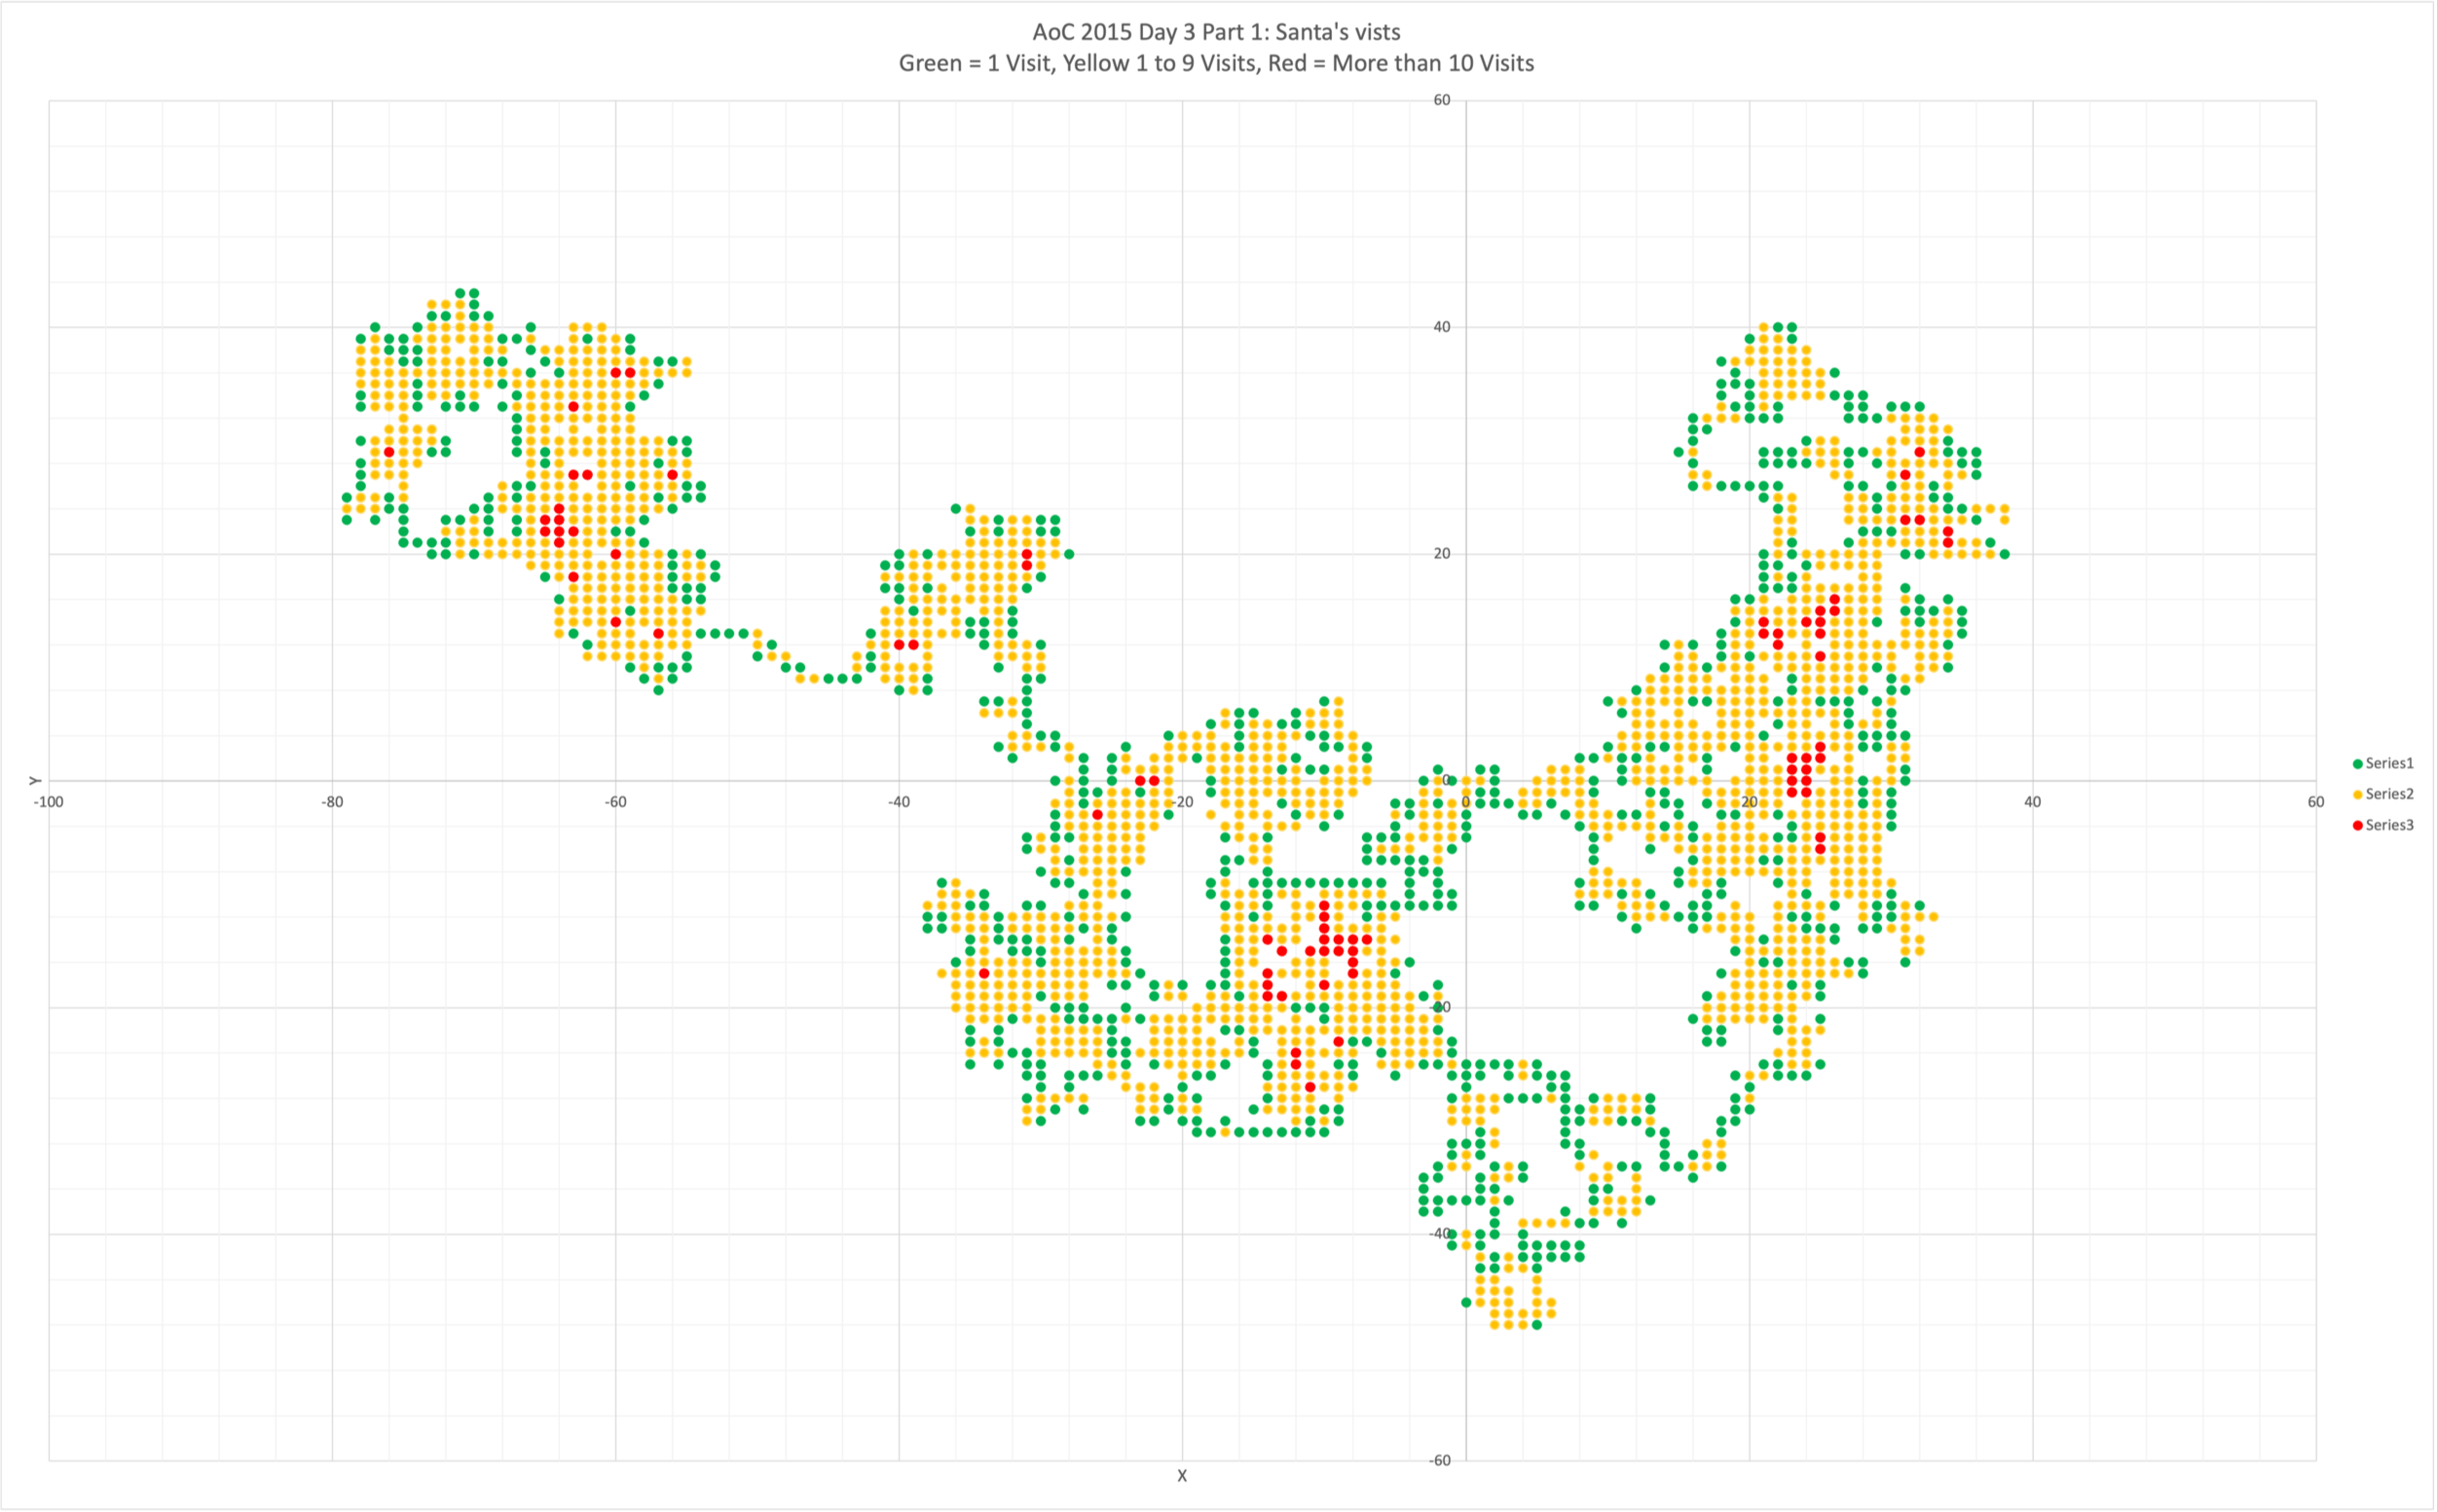 AoC 2015 Day 3 Part 1: Santa's vists
Green = 1 Visit, Yellow 1 to 9 Visits, Red = More than 10 Visits
60
40
20
0
-100 -80 -60 -40 -20 0 20 40 60
-20
-40
-60
Y
X
Series1
Series2
Series3